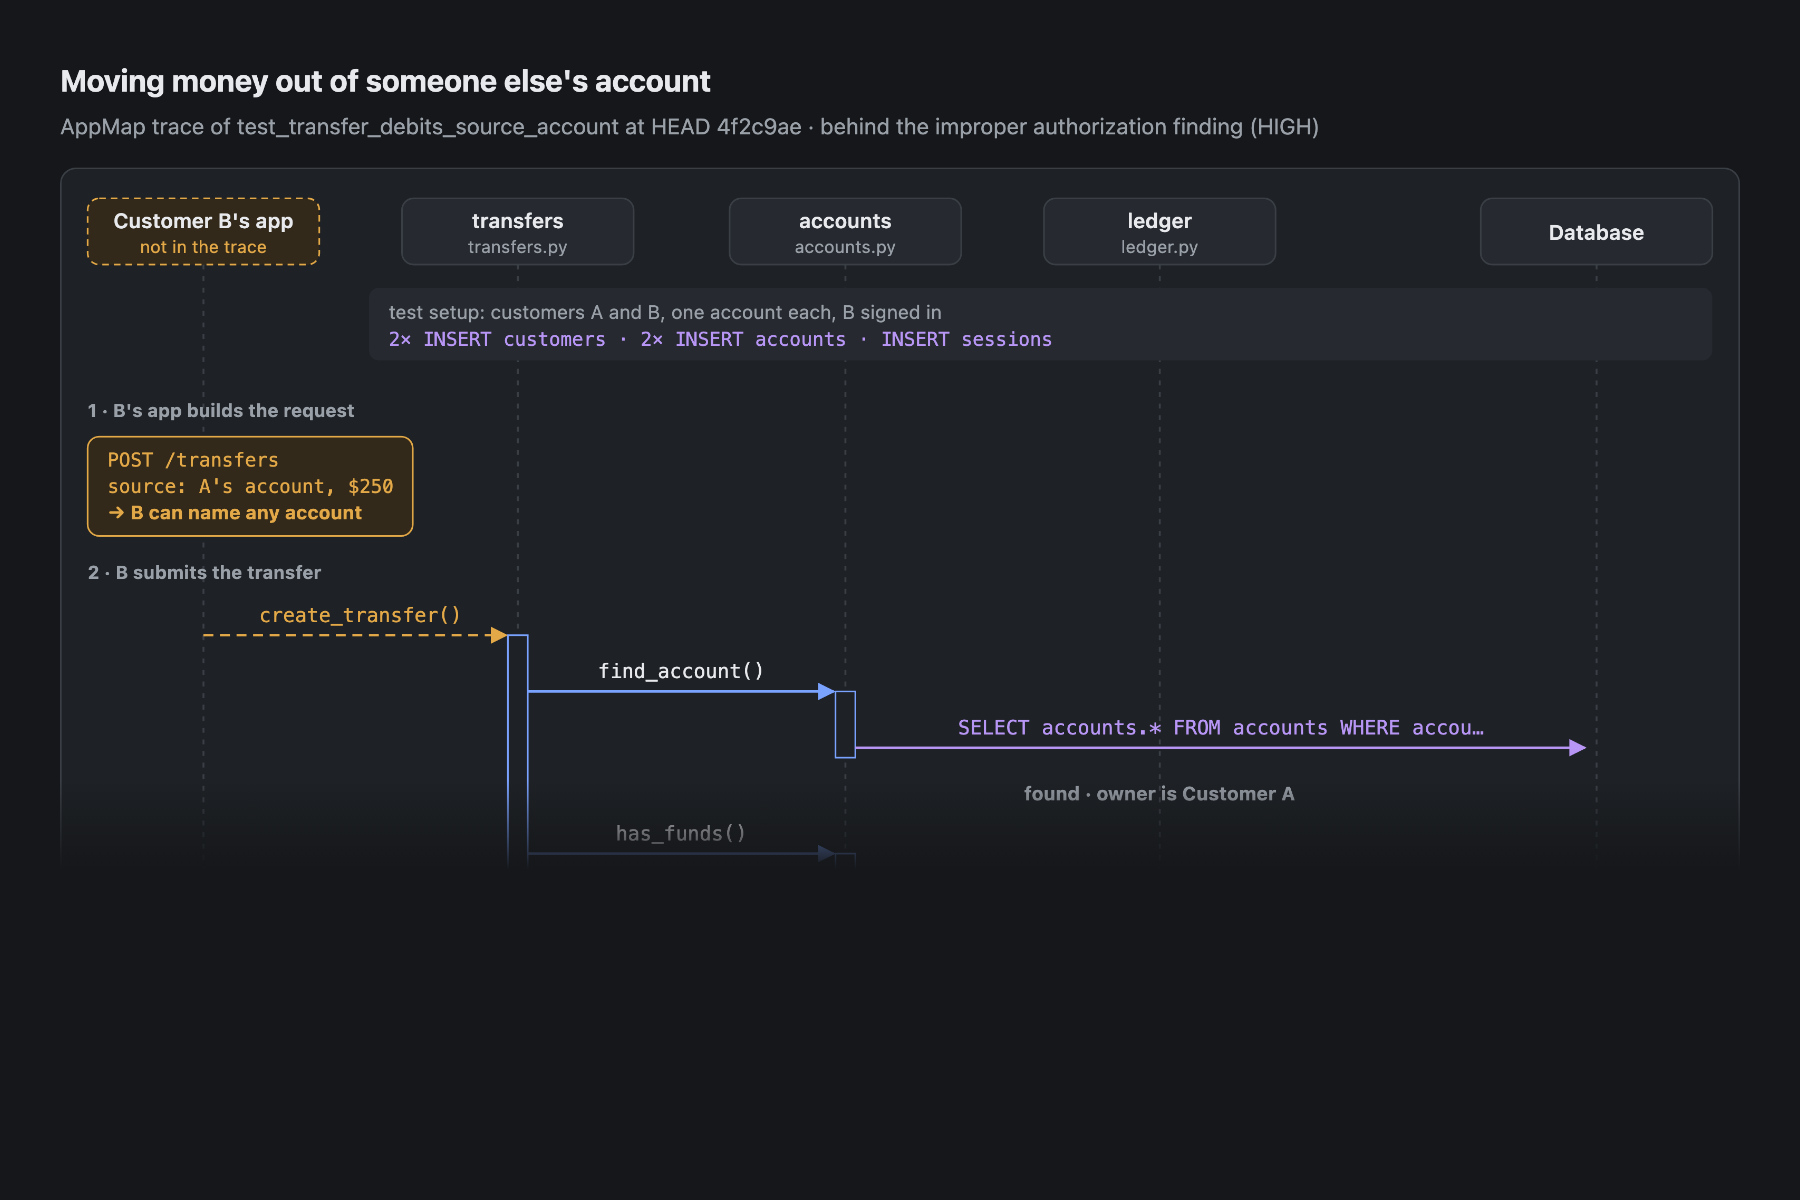 Moving money out of someone else's account
AppMap trace of test_transfer_debits_source_account at HEAD 4f2c9ae · behind the improper authorization finding (HIGH)
Customer B's app
not in the trace
transfers
transfers.py
accounts
accounts.py
ledger
ledger.py
Database
test setup: customers A and B, one account each, B signed in
2× INSERT customers · 2× INSERT accounts · INSERT sessions
1 · B's app builds the request
POST /transfers
source: A's account, $250
→ B can name any account
2 · B submits the transfer
create_transfer()
find_account()
SELECT accounts.* FROM accounts WHERE accou…
found · owner is Customer A
has_funds()